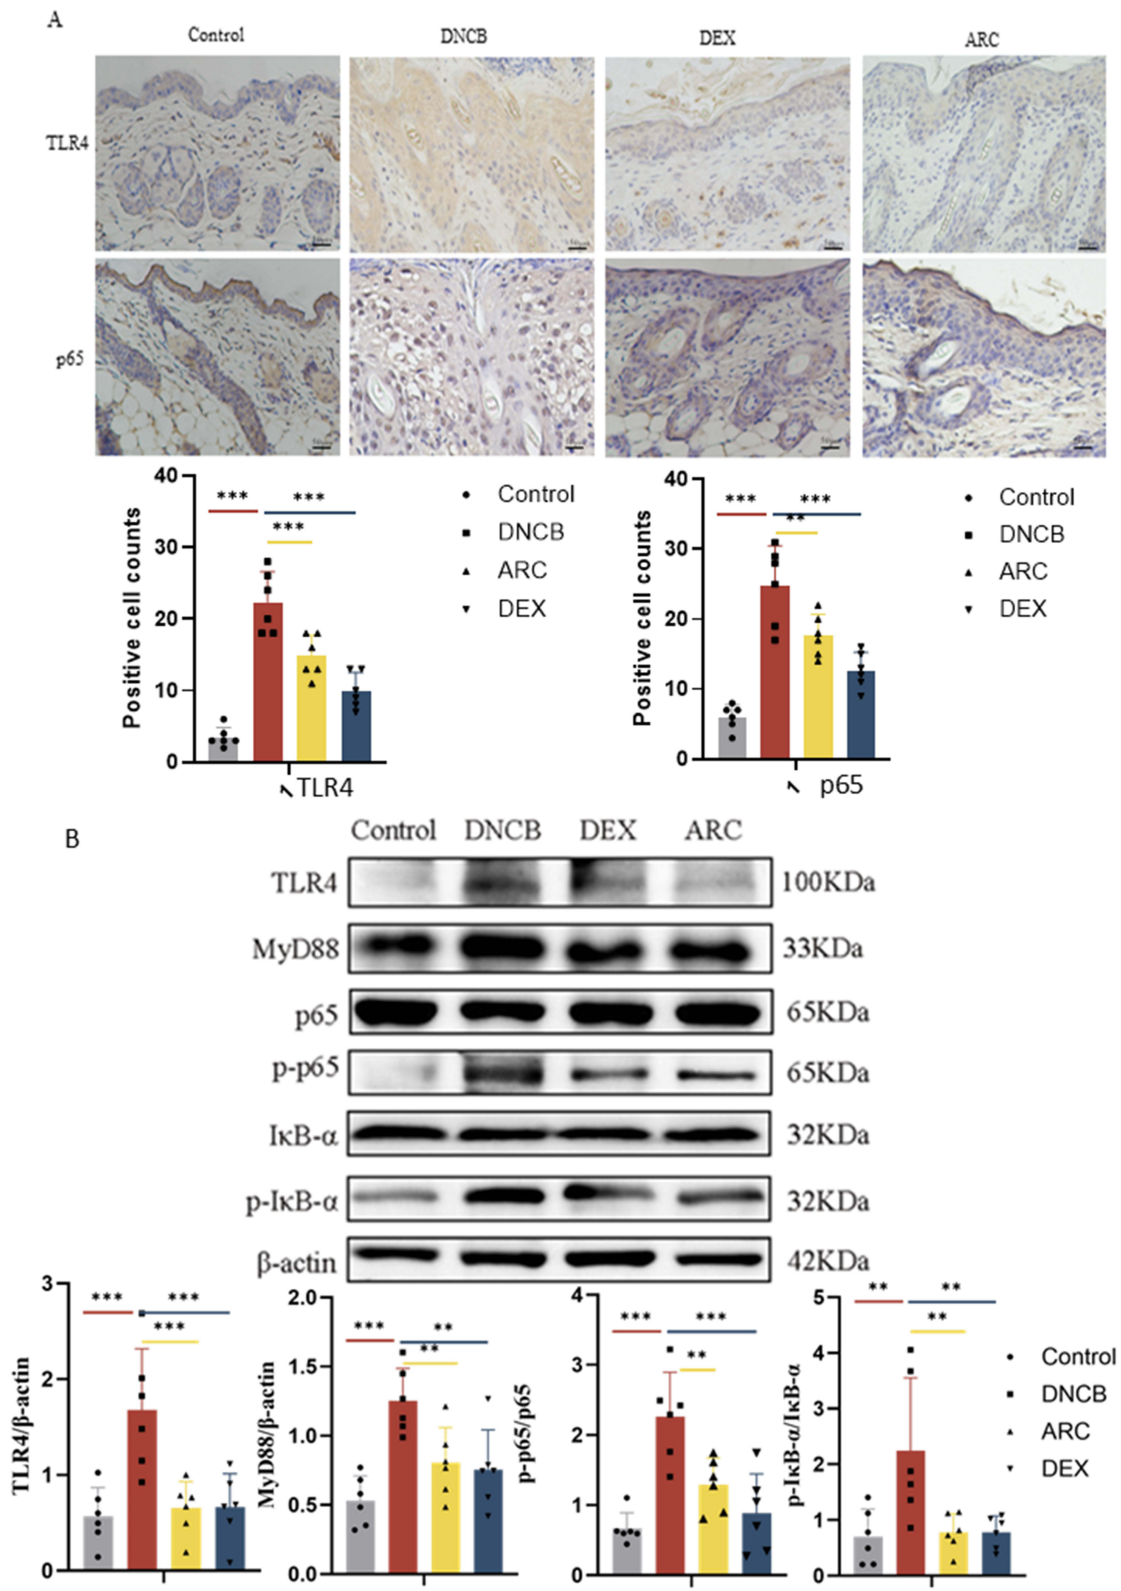 A
Control DNCB DEX ARC
TLR4
p65
40
30
20
10
0
Positive cell counts
*** ***
***
Control
DNCB
ARC
DEX
TLR4
40
30
20
10
0
Positive cell counts
*** ***
**
Control
DNCB
ARC
DEX
p65
B
Control DNCB DEX ARC
TLR4 100KDa
MyD88 33KDa
p65 65KDa
p-p65 65KDa
IκB-α 32KDa
p-IκB-α 32KDa
β-actin 42KDa
3
2
1
0
TLR4/β-actin
*** ***
***
2.0
1.5
1.0
0.5
0.0
MyD88/β-actin
*** **
**
4
3
2
1
0
p-p65/p65
*** ***
**
5
4
3
2
1
0
p-IκB-α/IκB-α
** **
**
Control
DNCB
ARC
DEX